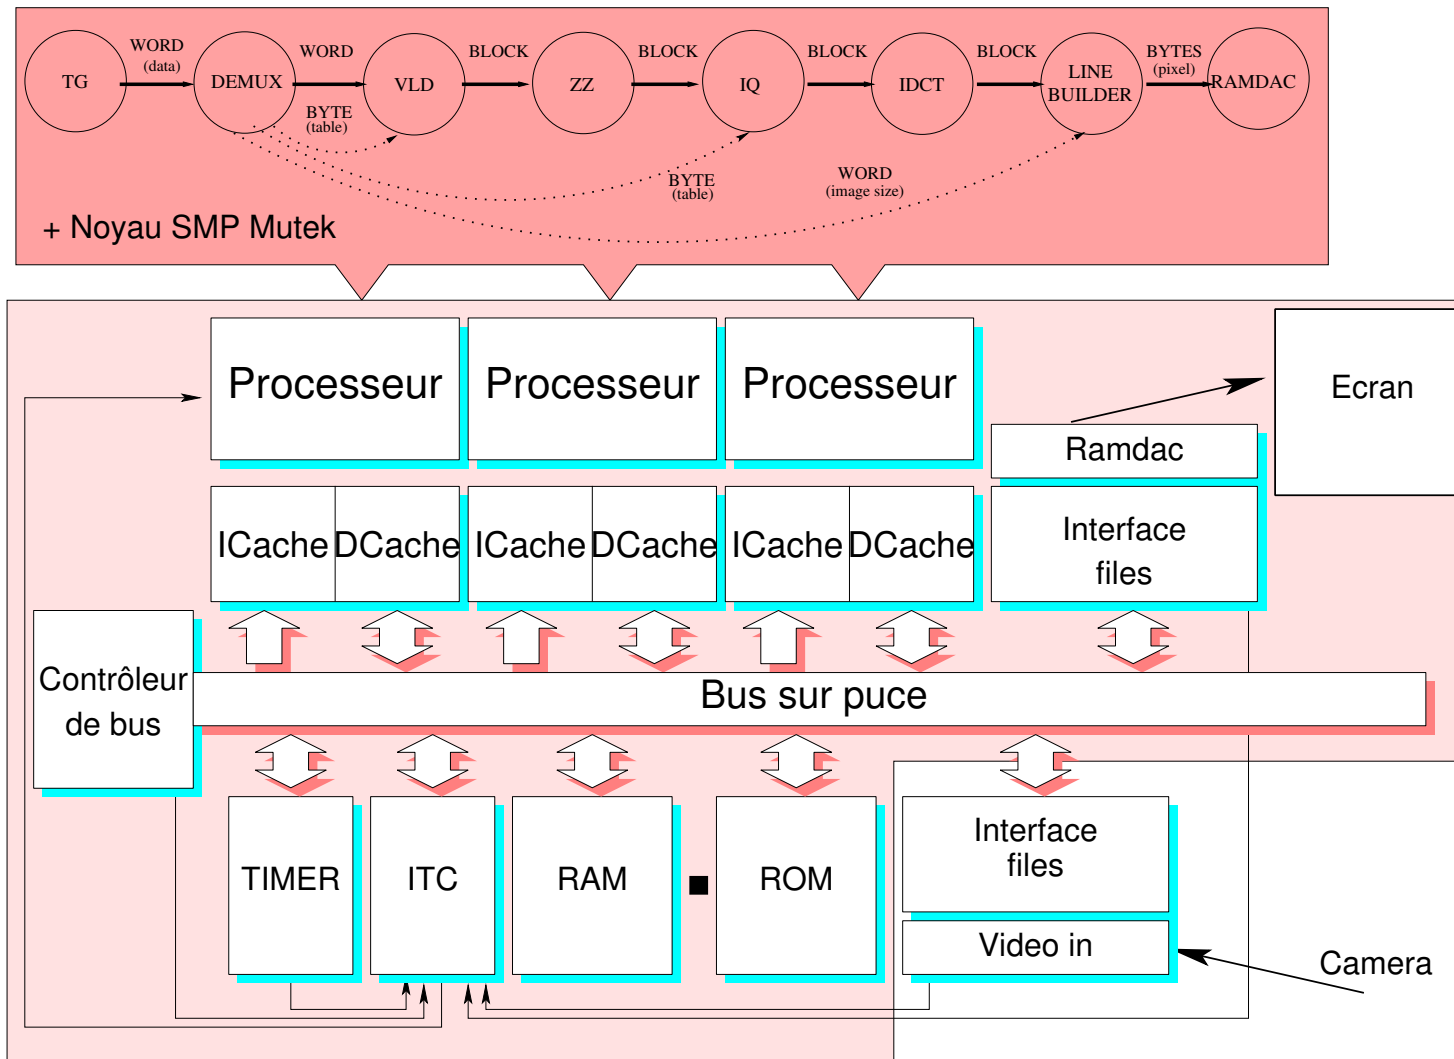 TG
WORD
(data)
DEMUX
WORD
BYTE
(table)
VLD
BLOCK
ZZ
BLOCK
IQ
BLOCK
IDCT
BLOCK
LINE
BUILDER
BYTES
(pixel)
RAMDAC
BYTE
(table)
WORD
(image size)
+ Noyau SMP Mutek
Processeur
Processeur
Processeur
Ecran
Ramdac
ICache
DCache
ICache
DCache
ICache
DCache
Interface
files
Contrôleur
de bus
Bus sur puce
TIMER
ITC
RAM
ROM
Interface
files
Video in
Camera